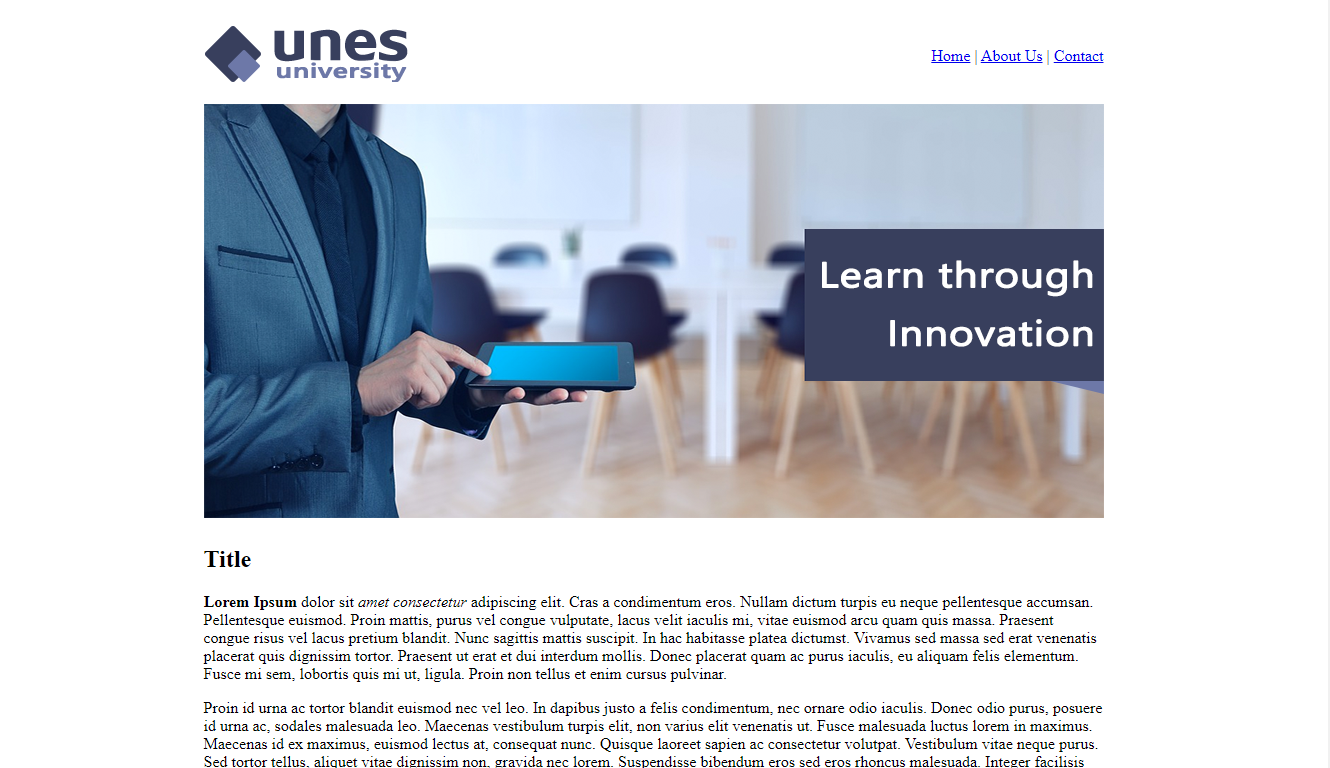 unes
university
Home | About Us | Contact
Learn through
Innovation
Title
Lorem Ipsum dolor sit amet consectetur adipiscing elit. Cras a condimentum eros. Nullam dictum turpis eu neque pellentesque accumsan.
Pellentesque euismod. Proin mattis, purus vel congue vulputate, lacus velit iaculis mi, vitae euismod arcu quam quis massa. Praesent
congue risus vel lacus pretium blandit. Nunc sagittis mattis suscipit. In hac habitasse platea dictumst. Vivamus sed massa sed erat venenatis
placerat quis dignissim tortor. Praesent ut erat et dui interdum mollis. Donec placerat quam ac purus iaculis, eu aliquam felis elementum.
Fusce mi sem, lobortis quis mi ut, ligula. Proin non tellus et enim cursus pulvinar.
Proin id urna ac tortor blandit euismod nec vel leo. In dapibus justo a felis condimentum, nec ornare odio iaculis. Donec odio purus, posuere
id urna ac, sodales malesuada leo. Maecenas vestibulum turpis elit, non varius elit venenatis ut. Fusce malesuada luctus lorem in maximus.
Maecenas id ex maximus, euismod lectus at, consequat nunc. Quisque laoreet sapien ac consectetur volutpat. Vestibulum vitae neque purus.
Sed tortor tellus, aliquet vitae dignissim non, gravida nec lorem. Suspendisse bibendum eros sed eros rhoncus malesuada. Integer facilisis